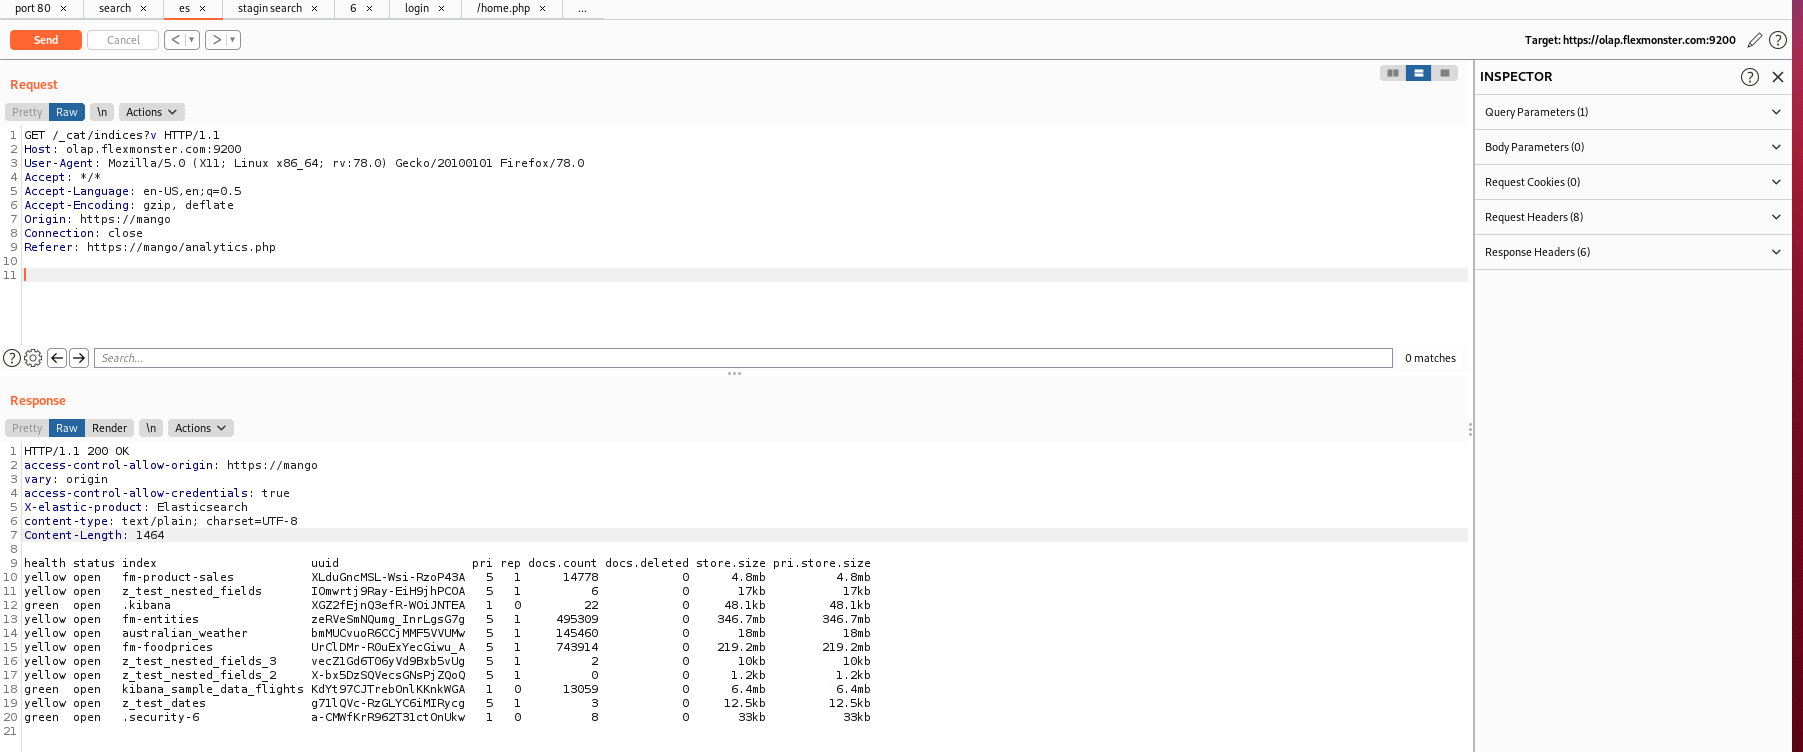 port 80 × search × es × stagin search × 6 × login × /home.php × ...
Send Cancel < ▾ > ▾ Target: https://olap.flexmonster.com:9200 ?
Request
Pretty Raw \n Actions
1 GET /_cat/indices?v HTTP/1.1
2 Host: olap.flexmonster.com:9200
3 User-Agent: Mozilla/5.0 (X11; Linux x86_64; rv:78.0) Gecko/20100101 Firefox/78.0
4 Accept: */*
5 Accept-Language: en-US,en;q=0.5
6 Accept-Encoding: gzip, deflate
7 Origin: https://mango
8 Connection: close
9 Referer: https://mango/analytics.php
10
11
? Search... 0 matches
Response
Pretty Raw Render \n Actions
1 HTTP/1.1 200 OK
2 access-control-allow-origin: https://mango
3 vary: origin
4 access-control-allow-credentials: true
5 X-elastic-product: Elasticsearch
6 content-type: text/plain; charset=UTF-8
7 Content-Length: 1464
8
9 health status index uuid pri rep docs.count docs.deleted store.size pri.store.size
10 yellow open fm-product-sales XLduGncMSL-Wsi-RzoP43A 5 1 14778 0 4.8mb 4.8mb
11 yellow open z_test_nested_fields IOmwrtj9Ray-EiH9jhPCOA 5 1 6 0 17kb 17kb
12 green open .kibana XGZ2fEjnQ3efR-WOiJNTEA 1 0 22 0 48.1kb 48.1kb
13 yellow open fm-entities zeRVeSmNQumg_InrLgsG7g 5 1 495309 0 346.7mb 346.7mb
14 yellow open australian_weather bmMUCvuoR6CCjMMF5VVUMw 5 1 145460 0 18mb 18mb
15 yellow open fm-foodprices UrClDMr-R0uExYecGiwu_A 5 1 743914 0 219.2mb 219.2mb
16 yellow open z_test_nested_fields_3 vecZlGd6T06yVd9Bxb5vUg 5 1 2 0 10kb 10kb
17 yellow open z_test_nested_fields_2 X-bx5DzSQVecsGNsPjZQoQ 5 1 0 0 1.2kb 1.2kb
18 green open kibana_sample_data_flights KdYt97CJTrebOnlKKnkWGA 1 0 13059 0 6.4mb 6.4mb
19 yellow open z_test_dates g71lQVc-RzGLYC6iMIRycg 5 1 3 0 12.5kb 12.5kb
20 green open .security-6 a-CMWfKrR962T31ctOnUkw 1 0 8 0 33kb 33kb
21
INSPECTOR ?
Query Parameters (1)
Body Parameters (0)
Request Cookies (0)
Request Headers (8)
Response Headers (6)